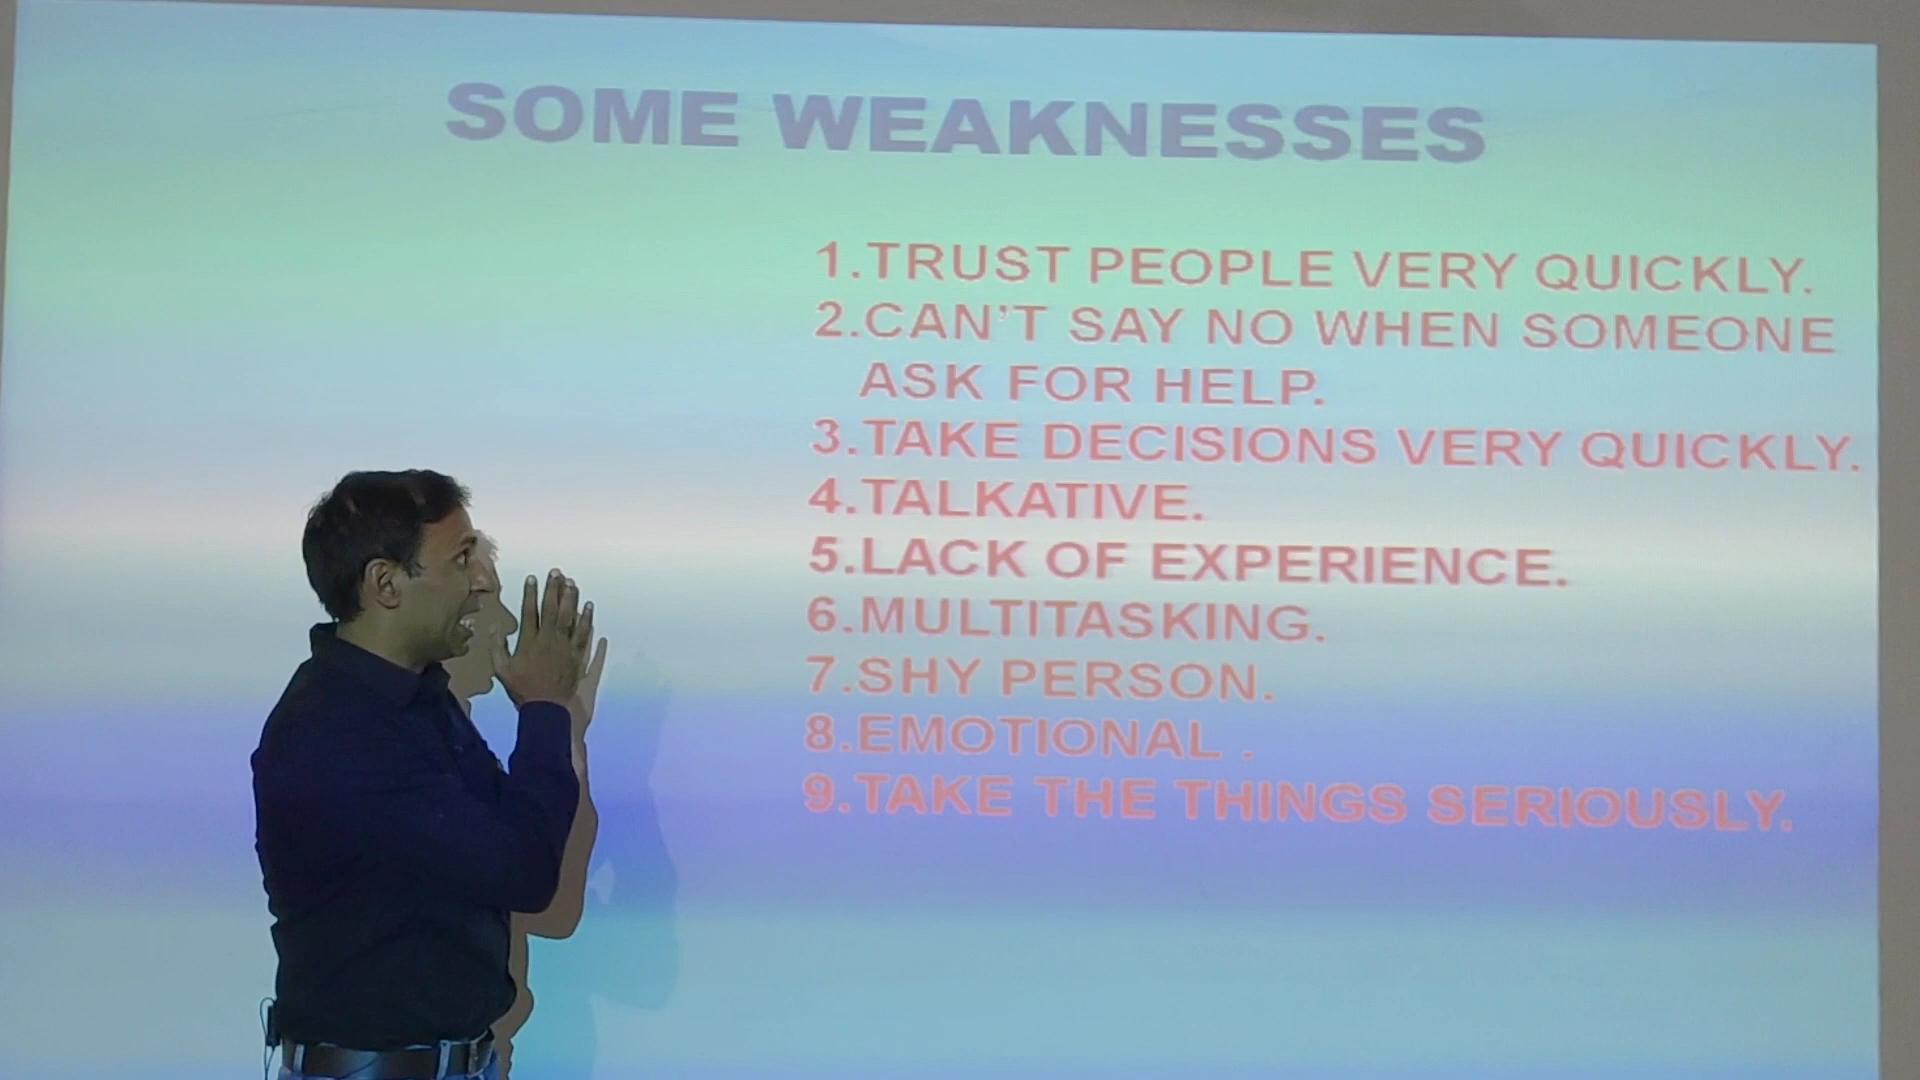 SOME WEAKNESSES
1.TRUST PEOPLE VERY QUICKLY.
2.CAN'T SAY NO WHEN SOMEONE
ASK FOR HELP.
3.TAKE DECISIONS VERY QUICKLY.
4.TALKATIVE.
5.LACK OF EXPERIENCE.
6.MULTITASKING.
7.SHY PERSON.
8.EMOTIONAL .
9.TAKE THE THINGS SERIOUSLY.